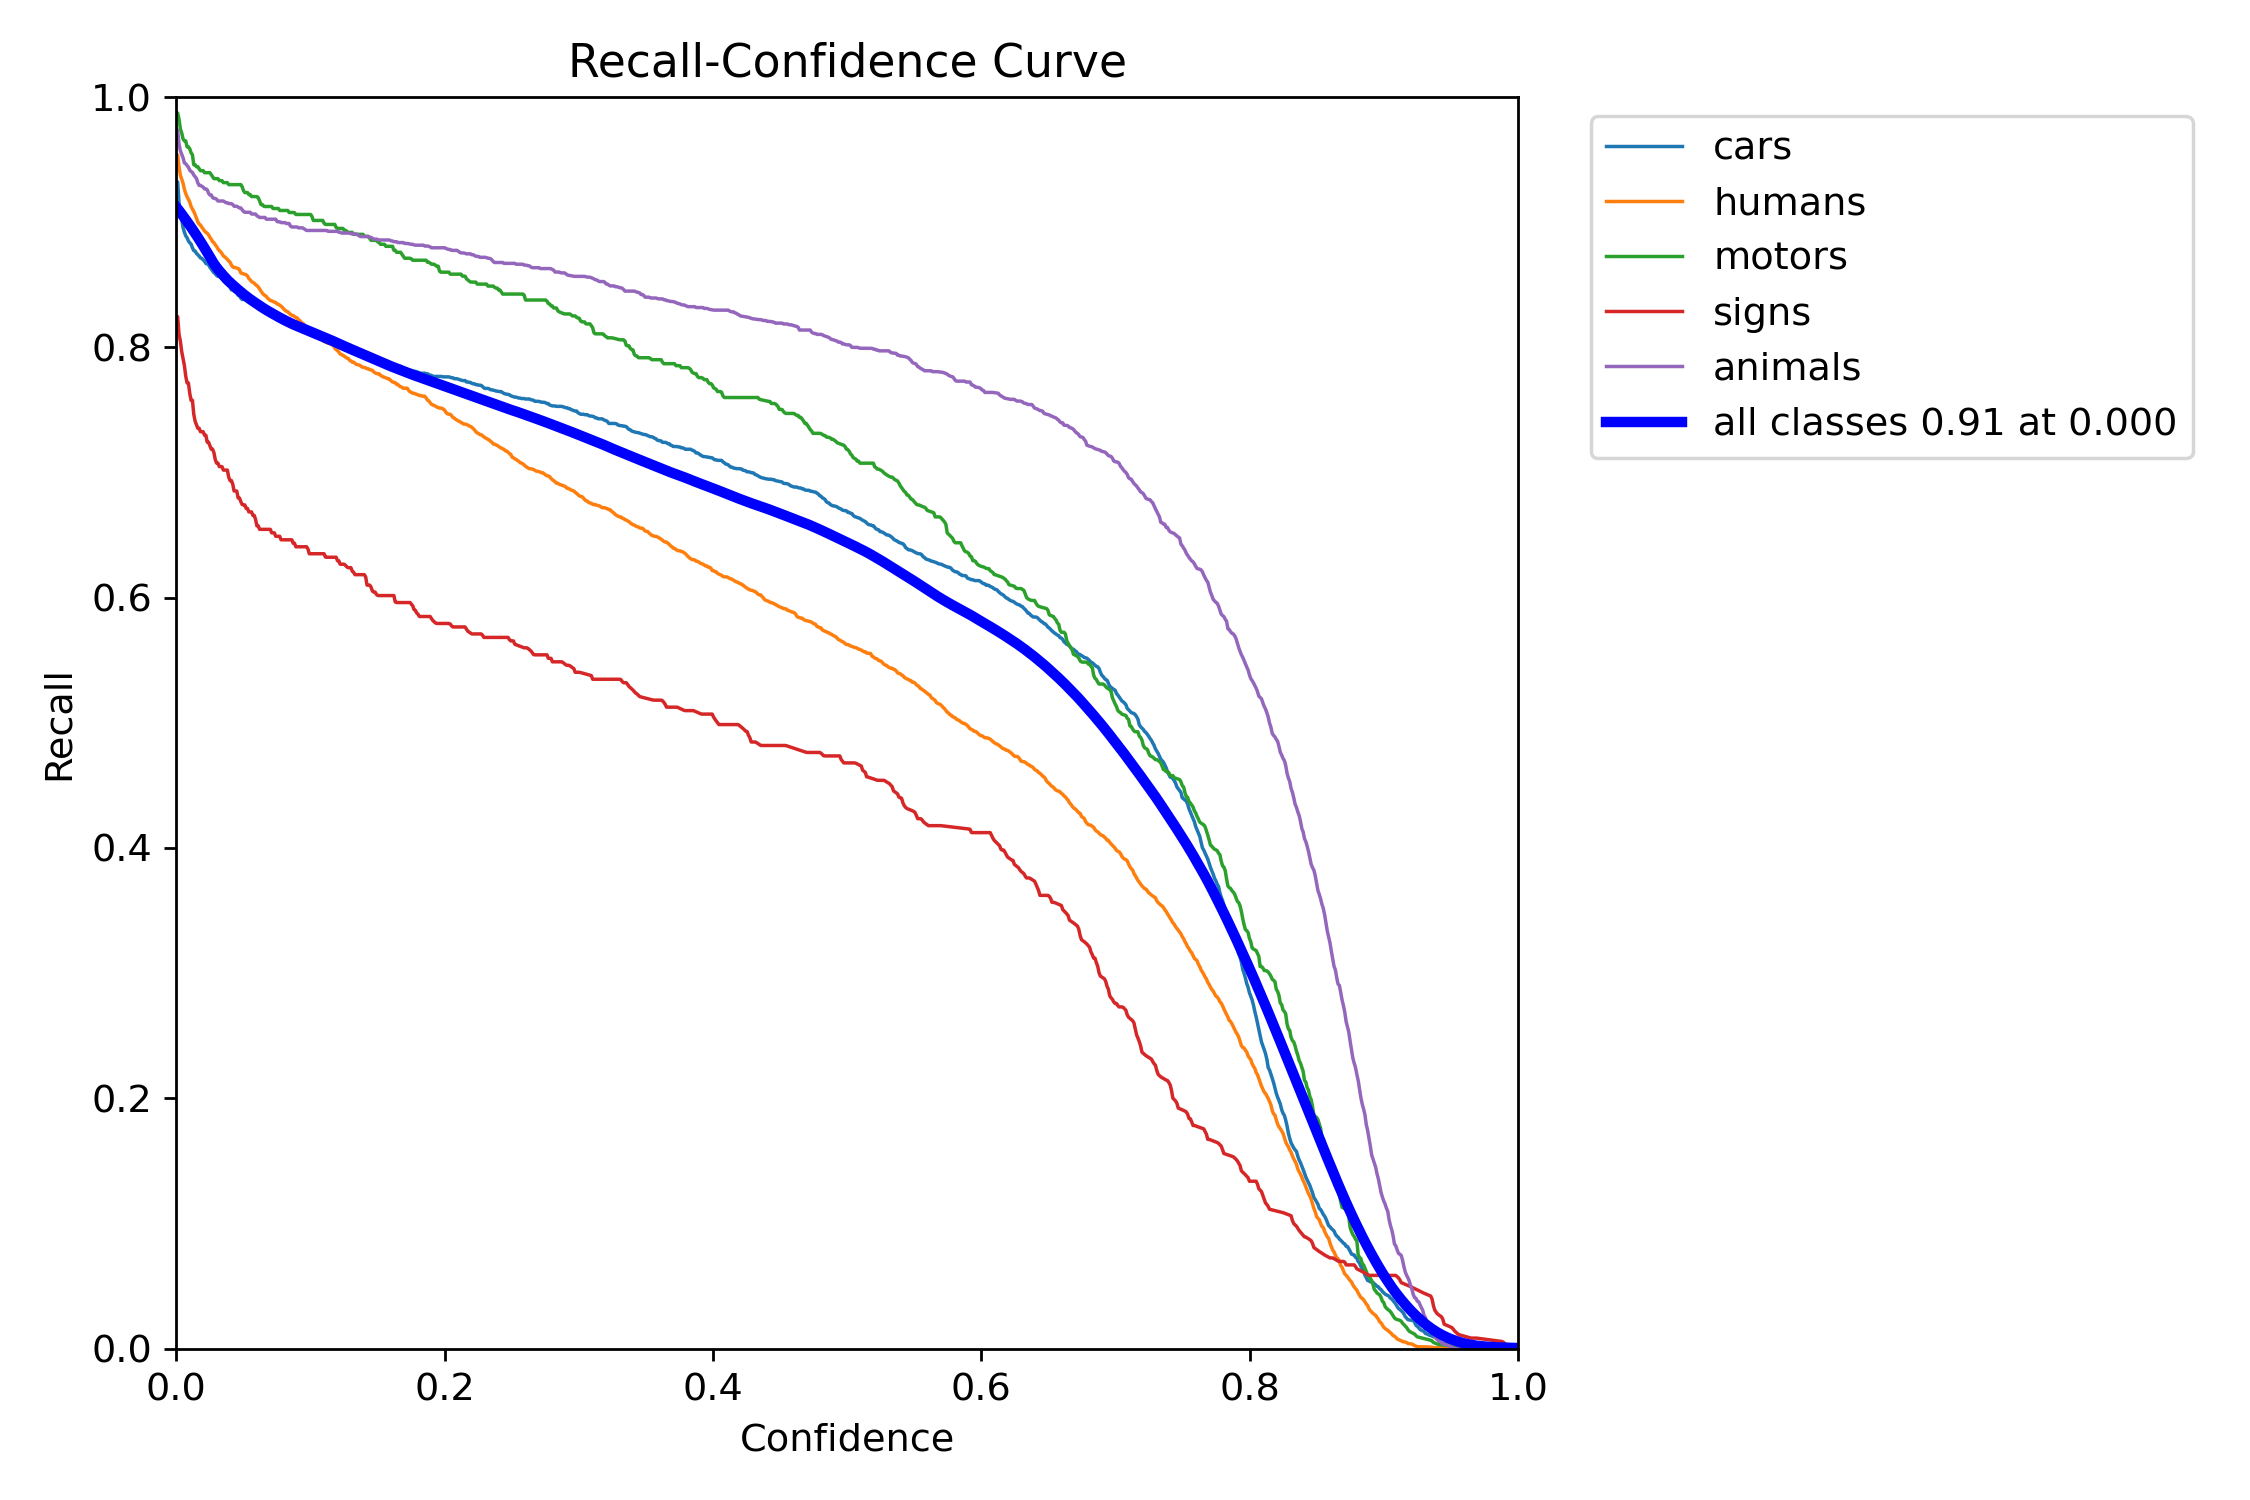 Recall-Confidence Curve
1.0
0.8
0.6
0.4
0.2
0.0
Recall
0.0 0.2 0.4 0.6 0.8 1.0
Confidence
cars
humans
motors
signs
animals
all classes 0.91 at 0.000